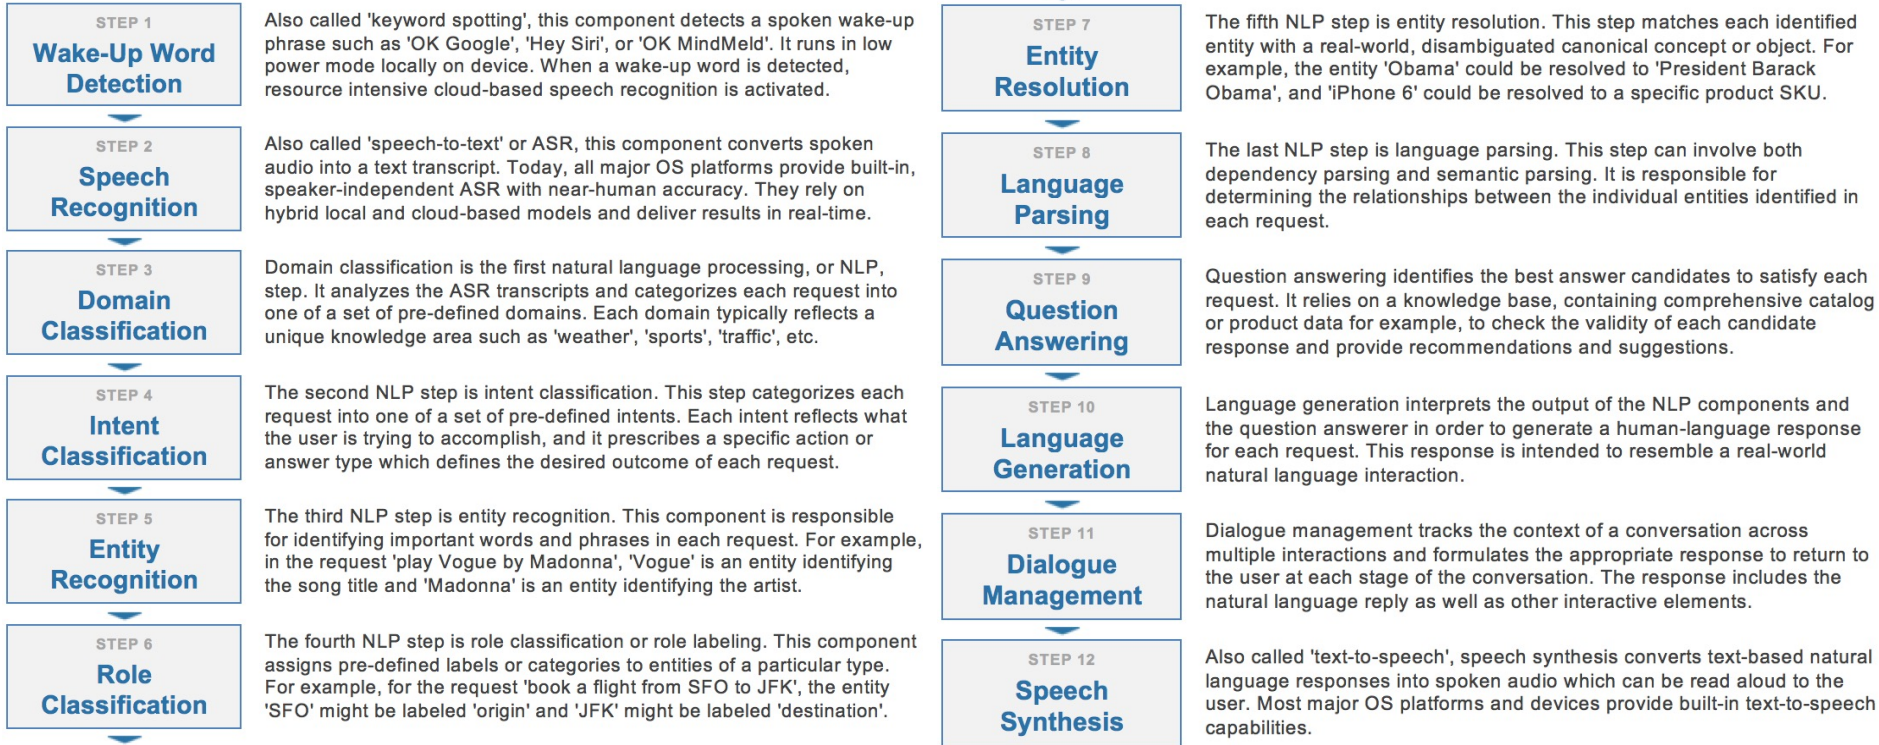 STEP 1
Wake-Up Word
Detection
Also called 'keyword spotting', this component detects a spoken wake-up
phrase such as 'OK Google', 'Hey Siri', or 'OK MindMeld'. It runs in low
power mode locally on device. When a wake-up word is detected,
resource intensive cloud-based speech recognition is activated.
STEP 2
Speech
Recognition
Also called 'speech-to-text' or ASR, this component converts spoken
audio into a text transcript. Today, all major OS platforms provide built-in,
speaker-independent ASR with near-human accuracy. They rely on
hybrid local and cloud-based models and deliver results in real-time.
STEP 3
Domain
Classification
Domain classification is the first natural language processing, or NLP,
step. It analyzes the ASR transcripts and categorizes each request into
one of a set of pre-defined domains. Each domain typically reflects a
unique knowledge area such as 'weather', 'sports', 'traffic', etc.
STEP 4
Intent
Classification
The second NLP step is intent classification. This step categorizes each
request into one of a set of pre-defined intents. Each intent reflects what
the user is trying to accomplish, and it prescribes a specific action or
answer type which defines the desired outcome of each request.
STEP 5
Entity
Recognition
The third NLP step is entity recognition. This component is responsible
for identifying important words and phrases in each request. For example,
in the request 'play Vogue by Madonna', 'Vogue' is an entity identifying
the song title and 'Madonna' is an entity identifying the artist.
STEP 6
Role
Classification
The fourth NLP step is role classification or role labeling. This component
assigns pre-defined labels or categories to entities of a particular type.
For example, for the request 'book a flight from SFO to JFK', the entity
'SFO' might be labeled 'origin' and 'JFK' might be labeled 'destination'.
STEP 7
Entity
Resolution
The fifth NLP step is entity resolution. This step matches each identified
entity with a real-world, disambiguated canonical concept or object. For
example, the entity 'Obama' could be resolved to 'President Barack
Obama', and 'iPhone 6' could be resolved to a specific product SKU.
STEP 8
Language
Parsing
The last NLP step is language parsing. This step can involve both
dependency parsing and semantic parsing. It is responsible for
determining the relationships between the individual entities identified in
each request.
STEP 9
Question
Answering
Question answering identifies the best answer candidates to satisfy each
request. It relies on a knowledge base, containing comprehensive catalog
or product data for example, to check the validity of each candidate
response and provide recommendations and suggestions.
STEP 10
Language
Generation
Language generation interprets the output of the NLP components and
the question answerer in order to generate a human-language response
for each request. This response is intended to resemble a real-world
natural language interaction.
STEP 11
Dialogue
Management
Dialogue management tracks the context of a conversation across
multiple interactions and formulates the appropriate response to return to
the user at each stage of the conversation. The response includes the
natural language reply as well as other interactive elements.
STEP 12
Speech
Synthesis
Also called 'text-to-speech', speech synthesis converts text-based natural
language responses into spoken audio which can be read aloud to the
user. Most major OS platforms and devices provide built-in text-to-speech
capabilities.